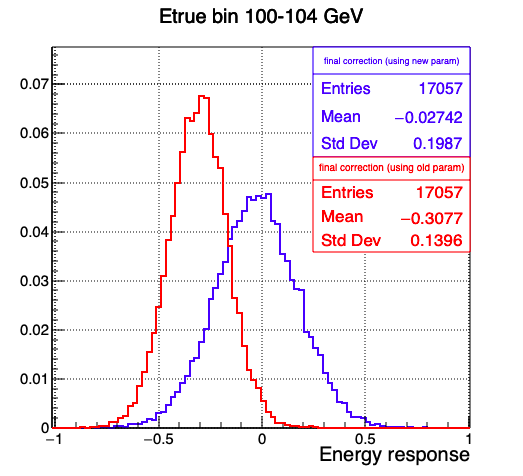 Etrue bin 100-104 GeV
final correction (using new param)
Entries 17057
Mean −0.02742
Std Dev 0.1987
final correction (using old param)
Entries 17057
Mean −0.3077
Std Dev 0.1396
0.07
0.06
0.05
0.04
0.03
0.02
0.01
0
−1 −0.5 0 0.5 1
Energy response